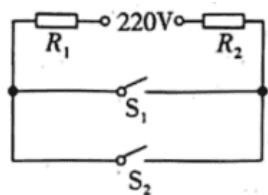 R₁ 220V R₂
S₁
S₂